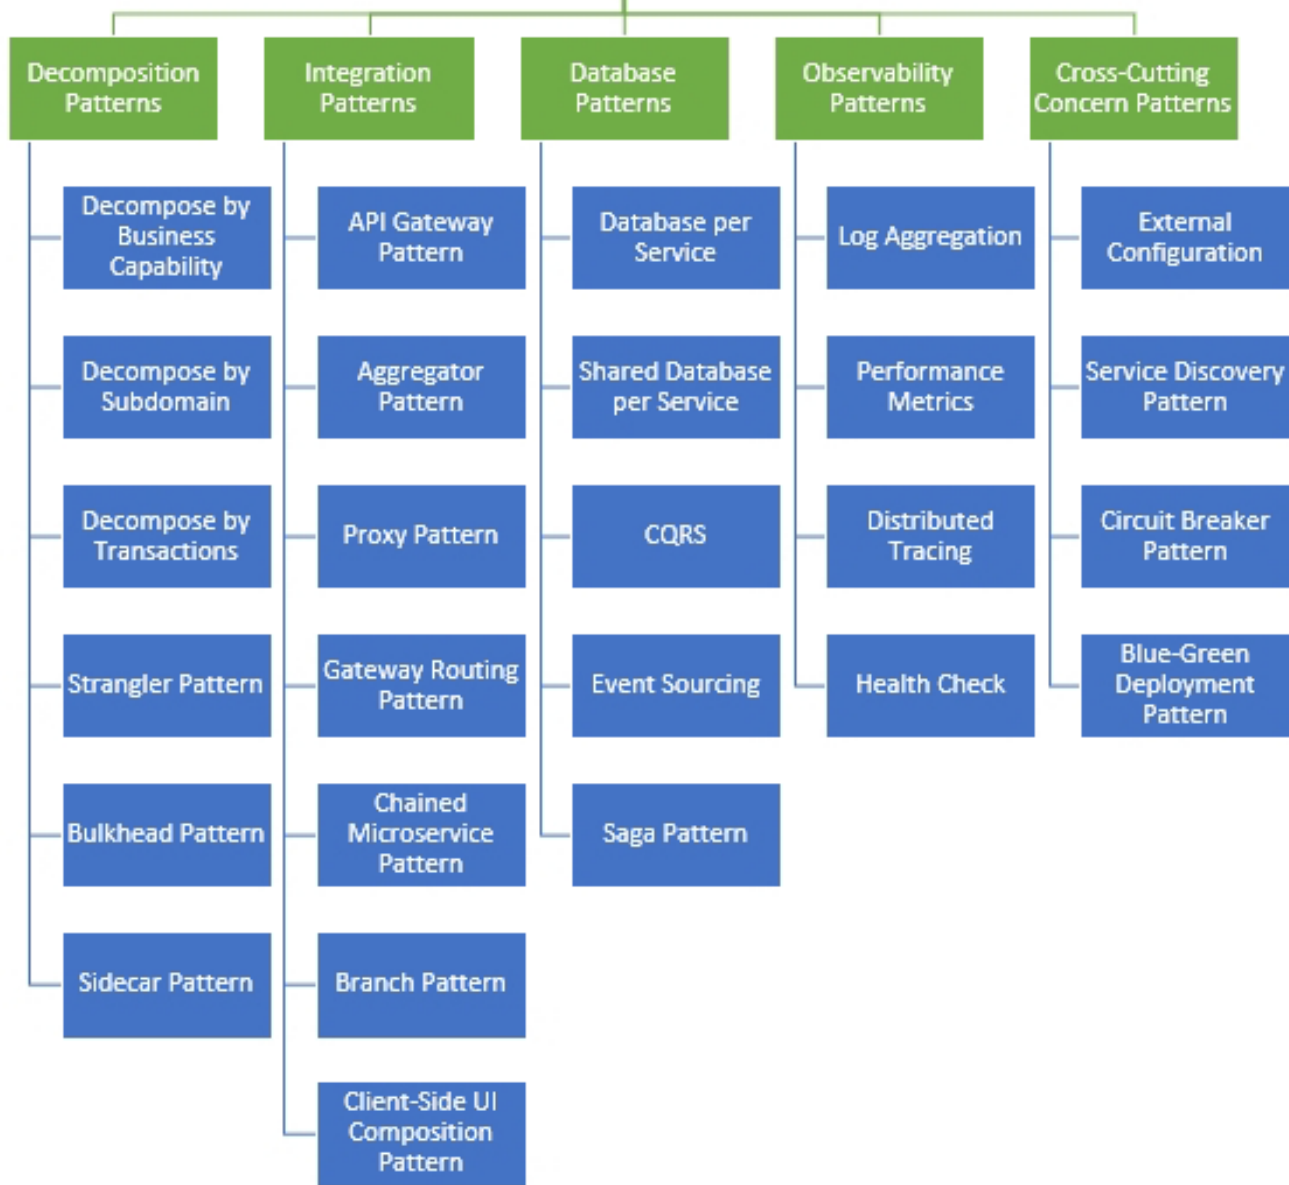 Decomposition
Patterns
Integration
Patterns
Database
Patterns
Observability
Patterns
Cross-Cutting
Concern Patterns
Decompose by
Business
Capability
Decompose by
Subdomain
Decompose by
Transactions
Strangler Pattern
Bulkhead Pattern
Sidecar Pattern
API Gateway
Pattern
Aggregator
Pattern
Proxy Pattern
Gateway Routing
Pattern
Chained
Microservice
Pattern
Branch Pattern
Client-Side UI
Composition
Pattern
Database per
Service
Shared Database
per Service
CQRS
Event Sourcing
Saga Pattern
Log Aggregation
Performance
Metrics
Distributed
Tracing
Health Check
External
Configuration
Service Discovery
Pattern
Circuit Breaker
Pattern
Blue-Green
Deployment
Pattern